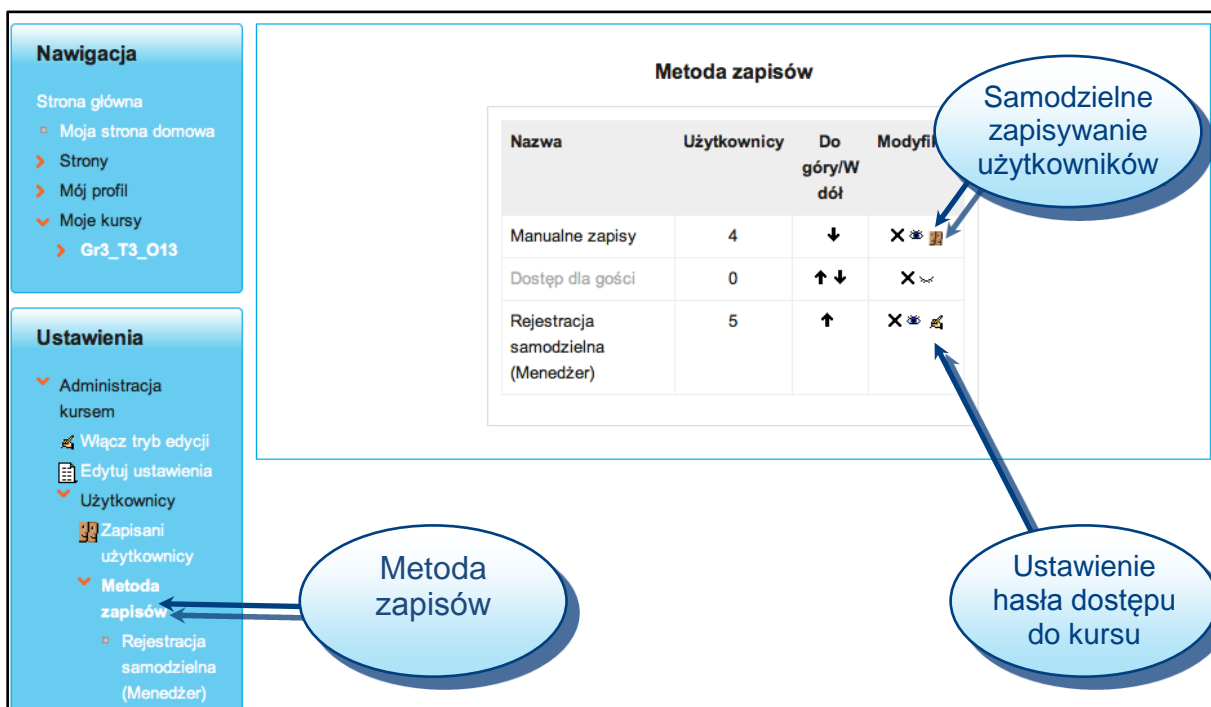 Nawigacja
Strona główna
Moja strona domowa
Strony
Mój profil
Moje kursy
Gr3_T3_O13
Ustawienia
Administracja
kursem
Włącz tryb edycji
Edytuj ustawienia
Użytkownicy
Zapisani
użytkownicy
Metoda
zapisów
Rejestracja
samodzielna
(Menedżer)
Metoda zapisów
Nazwa
Użytkownicy
Do
góry/W
dół
Modyfik
Manualne zapisy
4
Dostęp dla gości
0
Rejestracja
samodzielna
(Menedżer)
5
Samodzielne
zapisywanie
użytkowników
Metoda
zapisów
Ustawienie
hasła dostępu
do kursu